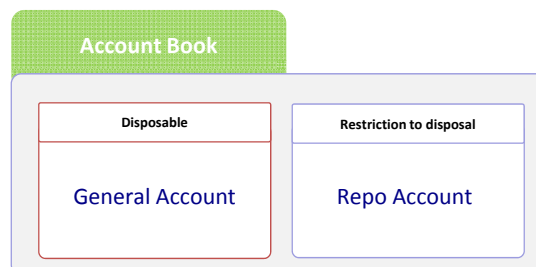 Account Book
Disposable
General Account
Restriction to disposal
Repo Account